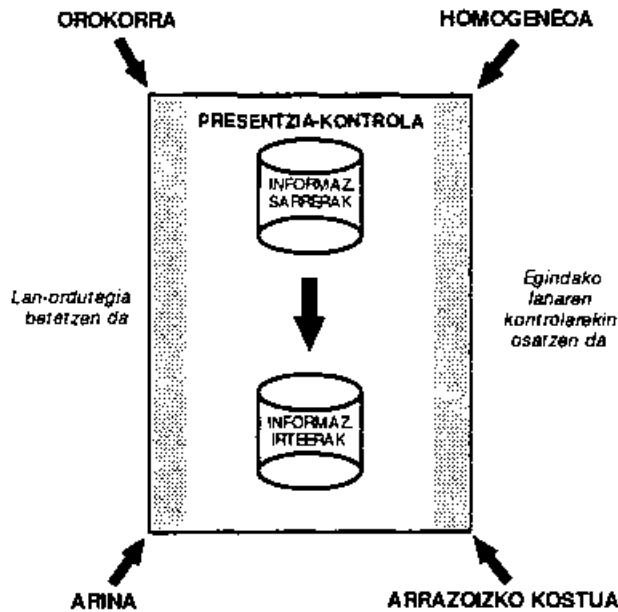 OROKORRA
HOMOGENEOA
PRESENTZIA-KONTROLA
INFORMAZ.
SARRERAK
Lan-ordutegia
betetzen da
Egindako
lanaren
kontrolarekin
osatzen da
INFORMAZ.
IRTEERAK
ARINA
ARRAZOIZKO KOSTUA